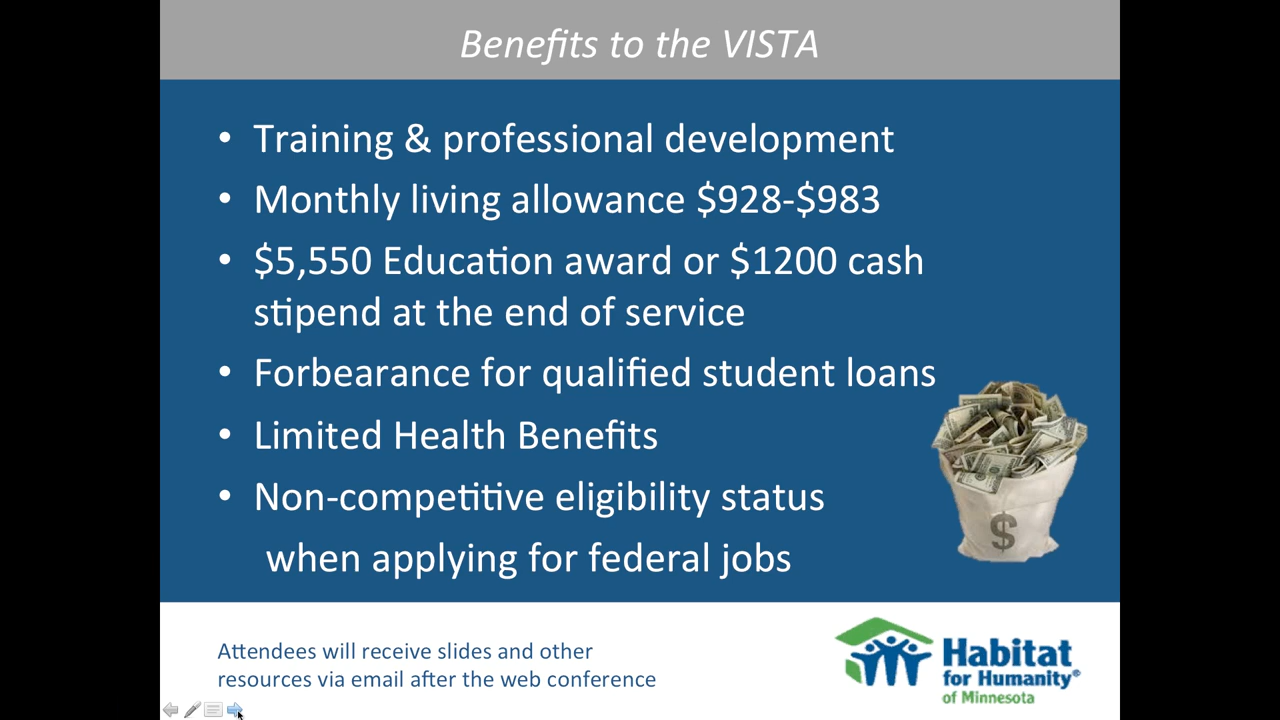 Benefits to the VISTA
• Training & professional development
• Monthly living allowance $928-$983
• $5,550 Education award or $1200 cash
stipend at the end of service
• Forbearance for qualified student loans
• Limited Health Benefits
• Non-competitive eligibility status
when applying for federal jobs
$
Attendees will receive slides and other
resources via email after the web conference
Habitat
for Humanity®
of Minnesota